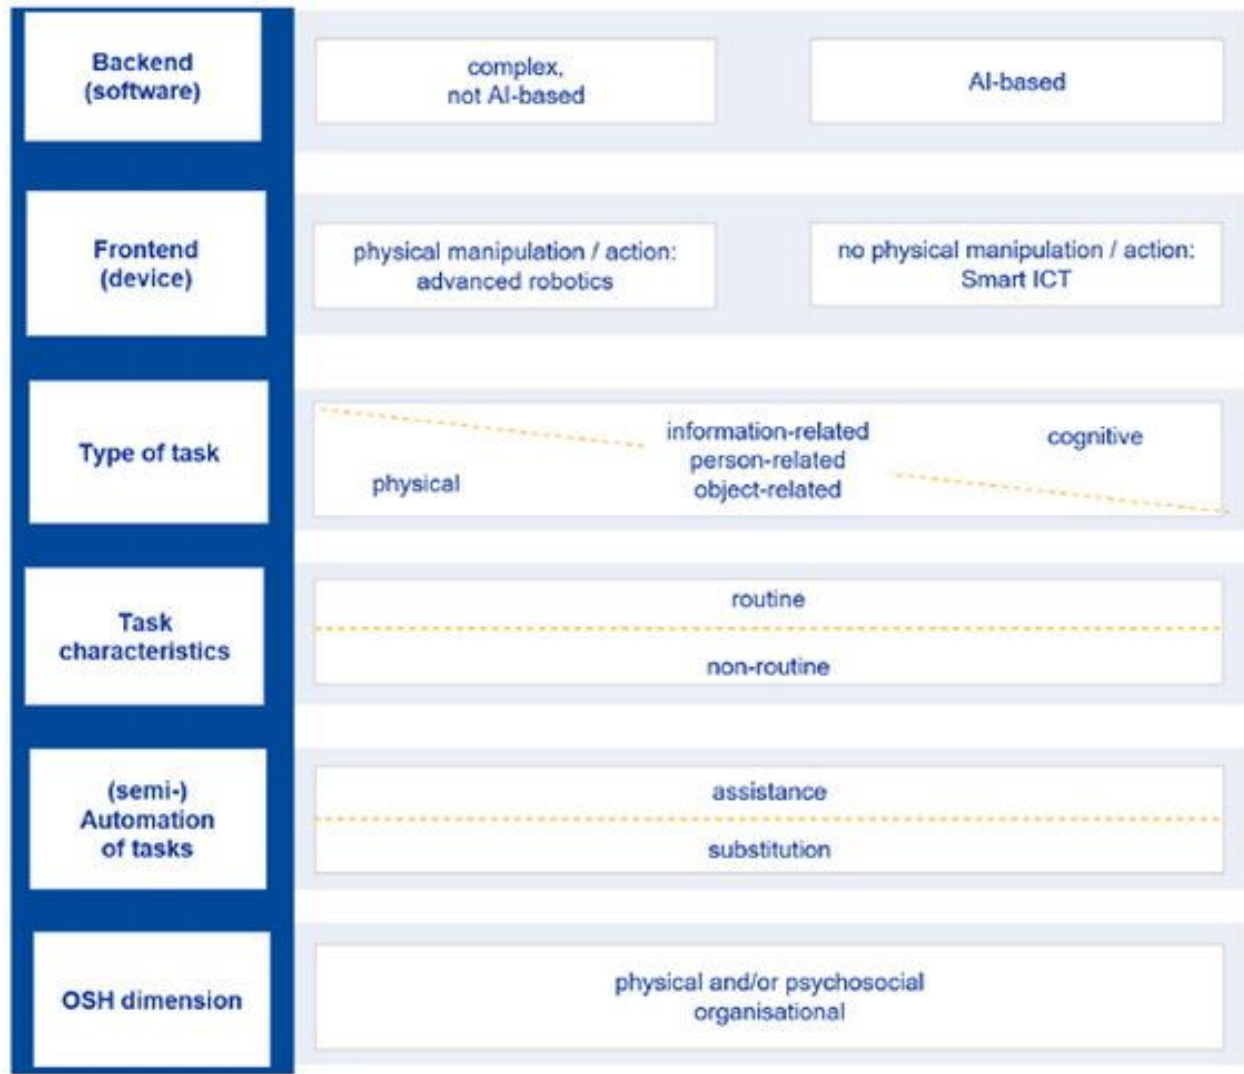 Backend
(software)
complex,
not AI-based
AI-based
Frontend
(device)
physical manipulation / action:
advanced robotics
no physical manipulation / action:
Smart ICT
Type of task
physical
information-related
person-related
object-related
cognitive
Task
characteristics
routine
non-routine
(semi-)
Automation
of tasks
assistance
substitution
OSH dimension
physical and/or psychosocial
organisational